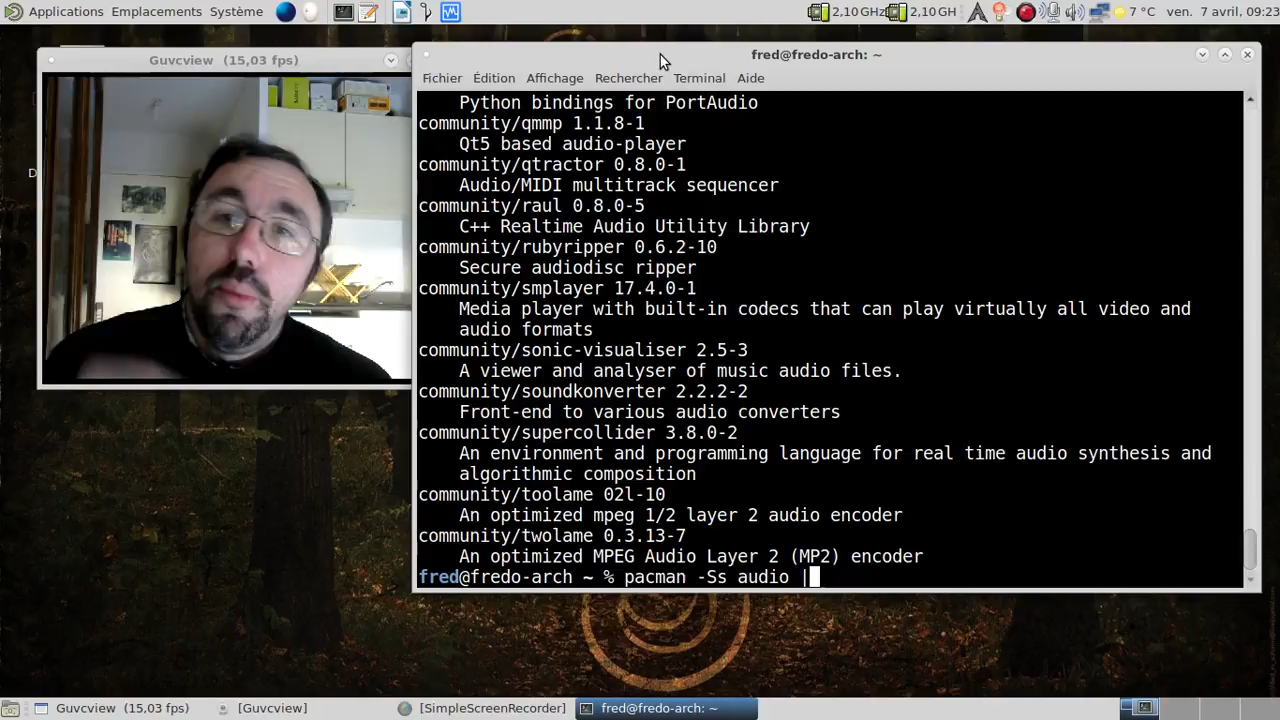 Applications Emplacements Système 2,10 GHz 2,10 GH 7 °C ven. 7 avril, 09:23
Guvcview (15,03 fps)
fred@fredo-arch: ~
Fichier Édition Affichage Rechercher Terminal Aide
Python bindings for PortAudio
community/qmmp 1.1.8-1
Qt5 based audio-player
community/qtractor 0.8.0-1
Audio/MIDI multitrack sequencer
community/raul 0.8.0-5
C++ Realtime Audio Utility Library
community/rubyripper 0.6.2-10
Secure audiodisc ripper
community/smplayer 17.4.0-1
Media player with built-in codecs that can play virtually all video and
audio formats
community/sonic-visualiser 2.5-3
A viewer and analyser of music audio files.
community/soundkonverter 2.2.2-2
Front-end to various audio converters
community/supercollider 3.8.0-2
An environment and programming language for real time audio synthesis and
algorithmic composition
community/toolame 02l-10
An optimized mpeg 1/2 layer 2 audio encoder
community/twolame 0.3.13-7
An optimized MPEG Audio Layer 2 (MP2) encoder
fred@fredo-arch ~ % pacman -Ss audio |
D
Guvcview (15,03 fps) [Guvcview] [SimpleScreenRecorder] fred@fredo-arch: ~